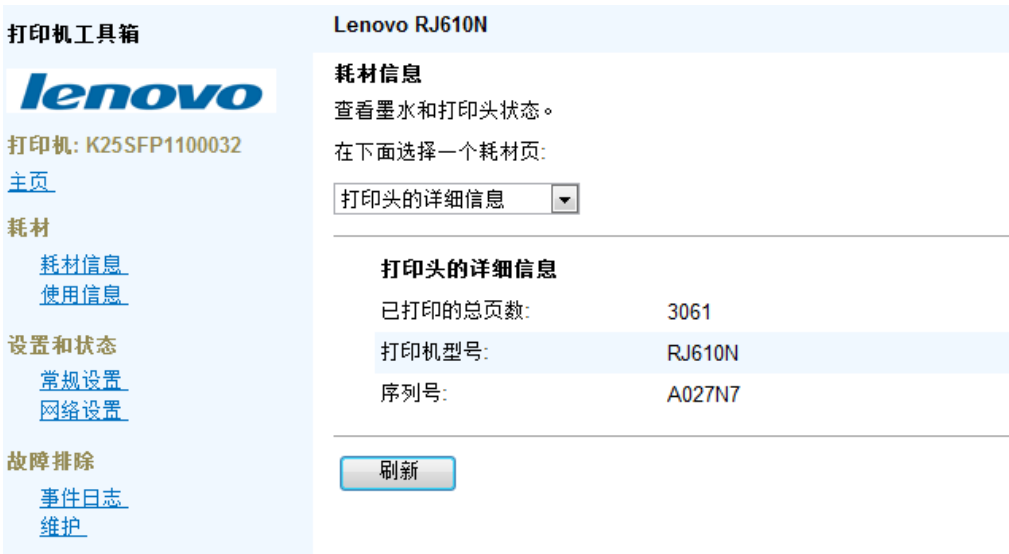 打印机工具箱
lenovo
打印机: K25SFP1100032
主页
耗材
耗材信息
使用信息
设置和状态
常规设置
网络设置
故障排除
事件日志
维护
Lenovo RJ610N
耗材信息
查看墨水和打印头状态。
在下面选择一个耗材页:
打印头的详细信息
打印头的详细信息
已打印的总页数: 3061
打印机型号: RJ610N
序列号: A027N7
刷新